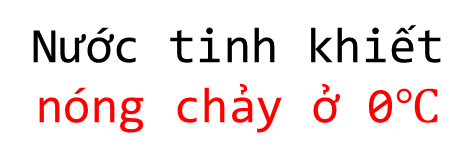 Nước tinh khiết
nóng chảy ở 0℃